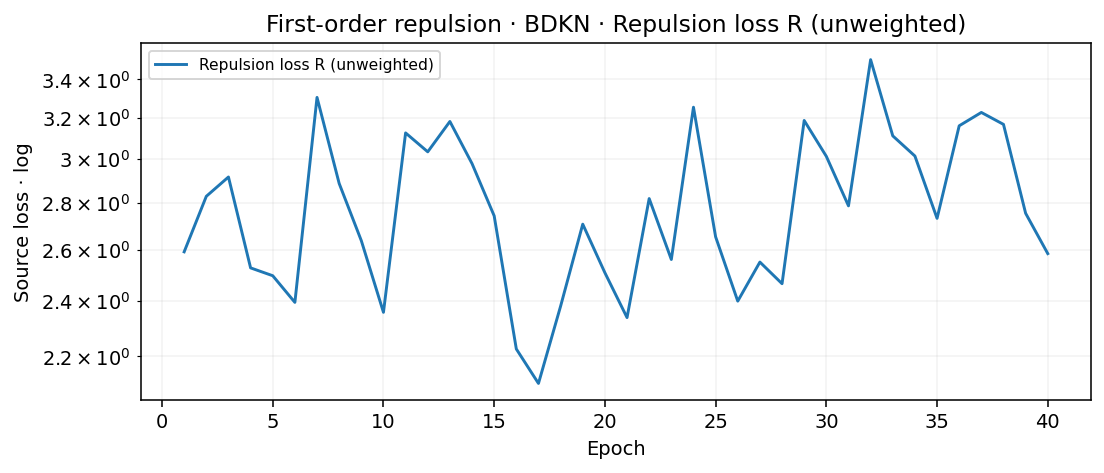 First-order repulsion · BDKN · Repulsion loss R (unweighted)
Repulsion loss R (unweighted)
Source loss · log
3.4 × 10⁰
3.2 × 10⁰
3 × 10⁰
2.8 × 10⁰
2.6 × 10⁰
2.4 × 10⁰
2.2 × 10⁰
0 5 10 15 20 25 30 35 40
Epoch